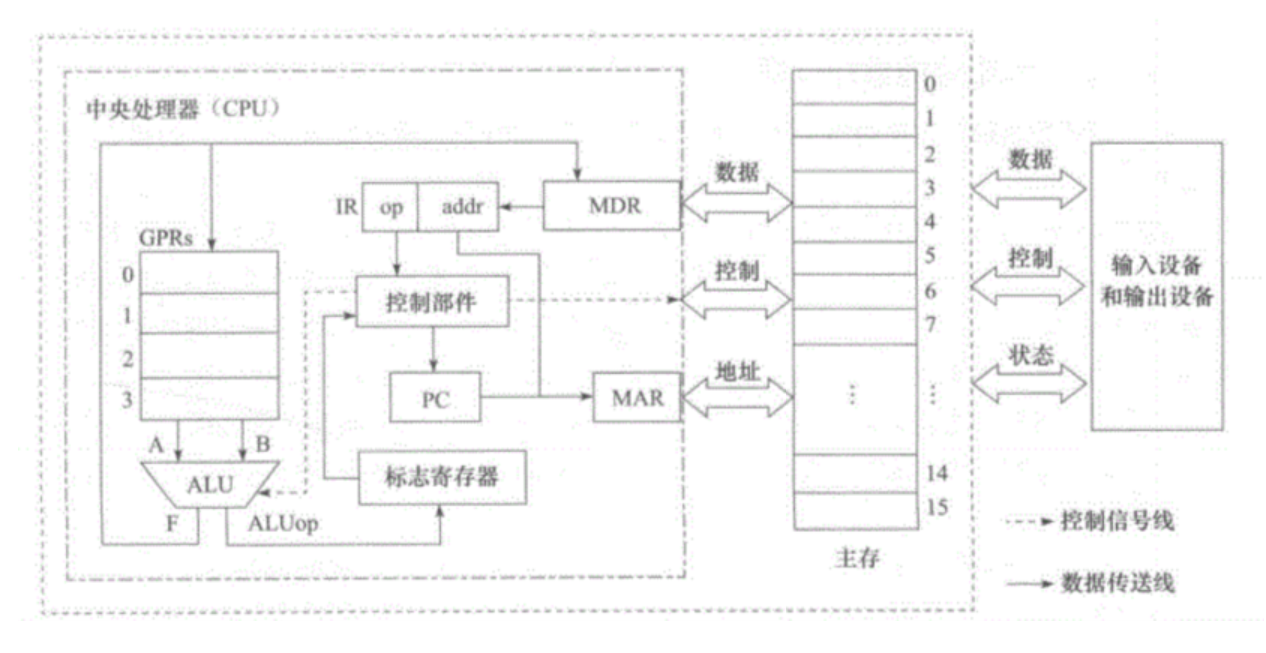 中央处理器（CPU）
IR
op
addr
MDR
GPRs
0
1
2
3
控制部件
PC
MAR
A
B
ALU
F
ALUop
标志寄存器
数据
控制
地址
0
1
2
3
4
5
6
7
⋮
⋮
14
15
主存
数据
控制
状态
输入设备
和输出设备
控制信号线
数据传送线